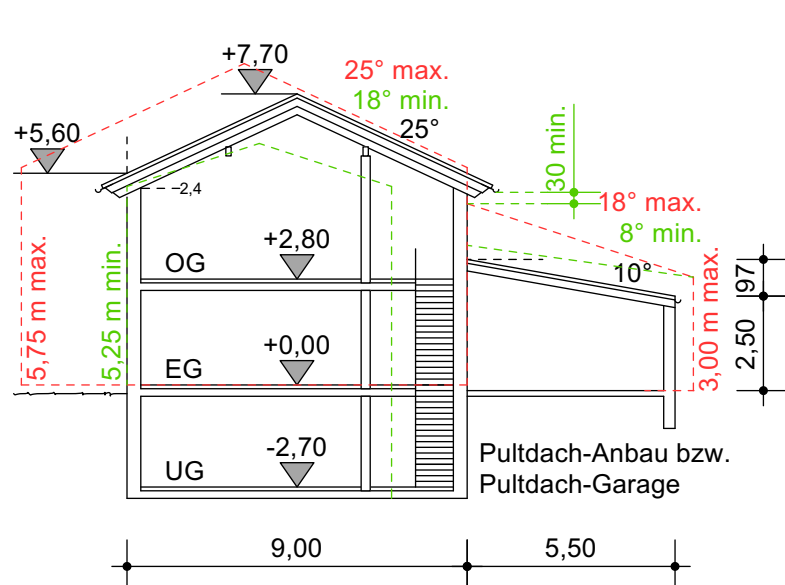 +7,70
25° max.
18° min.
25°
+5,60
30 min.
2,4
18° max.
8° min.
+2,80
OG
10°
97
5,75 m max.
5,25 m min.
3,00 m max.
2,50
+0,00
EG
-2,70
UG
Pultdach-Anbau bzw.
Pultdach-Garage
9,00
5,50